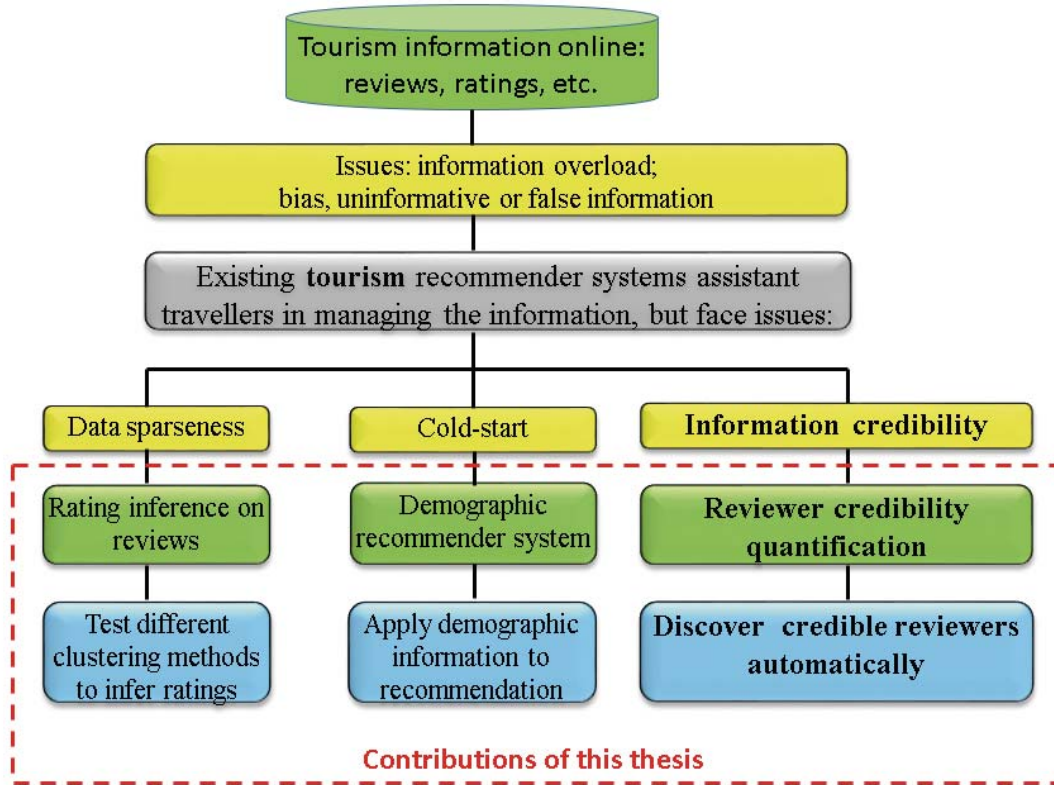 Tourism information online:
reviews, ratings, etc.
Issues: information overload;
bias, uninformative or false information
Existing tourism recommender systems assistant
travellers in managing the information, but face issues:
Data sparseness
Cold-start
Information credibility
Rating inference on
reviews
Demographic
recommender system
Reviewer credibility
quantification
Test different
clustering methods
to infer ratings
Apply demographic
information to
recommendation
Discover credible reviewers
automatically
Contributions of this thesis